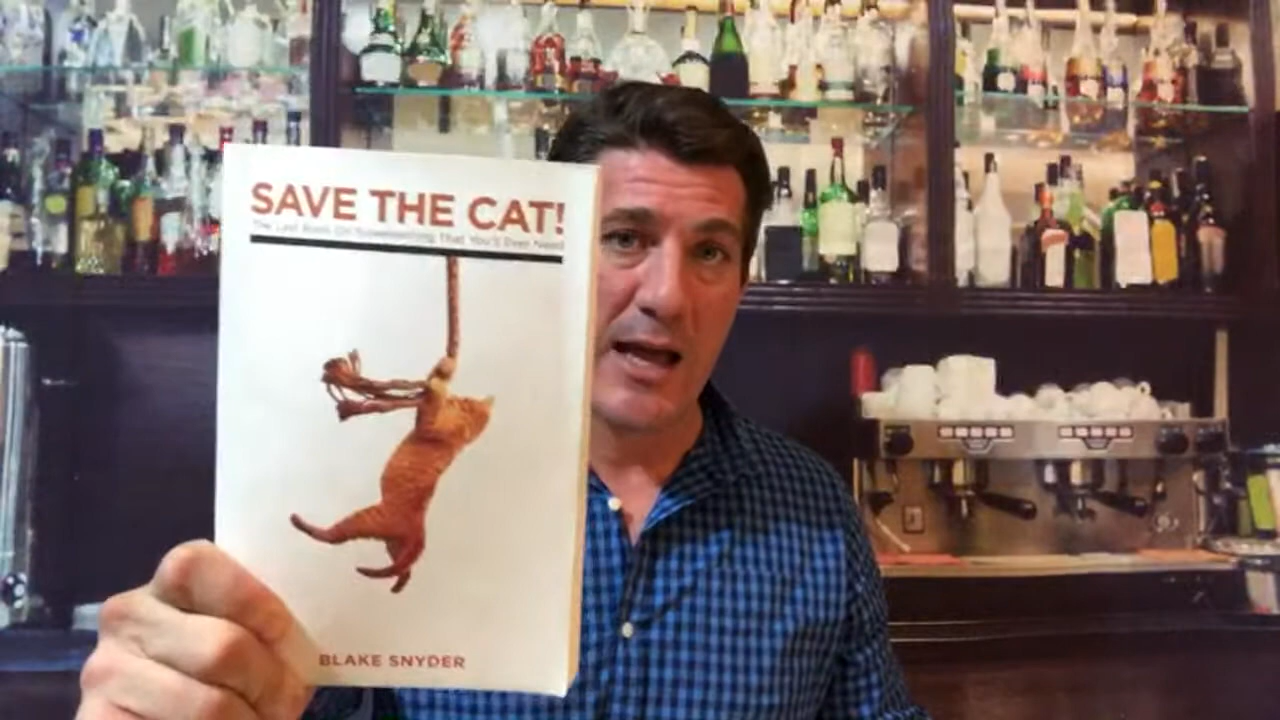 SAVE THE CAT!
The Last Book On Screenwriting That You'll Ever Need
BLAKE SNYDER